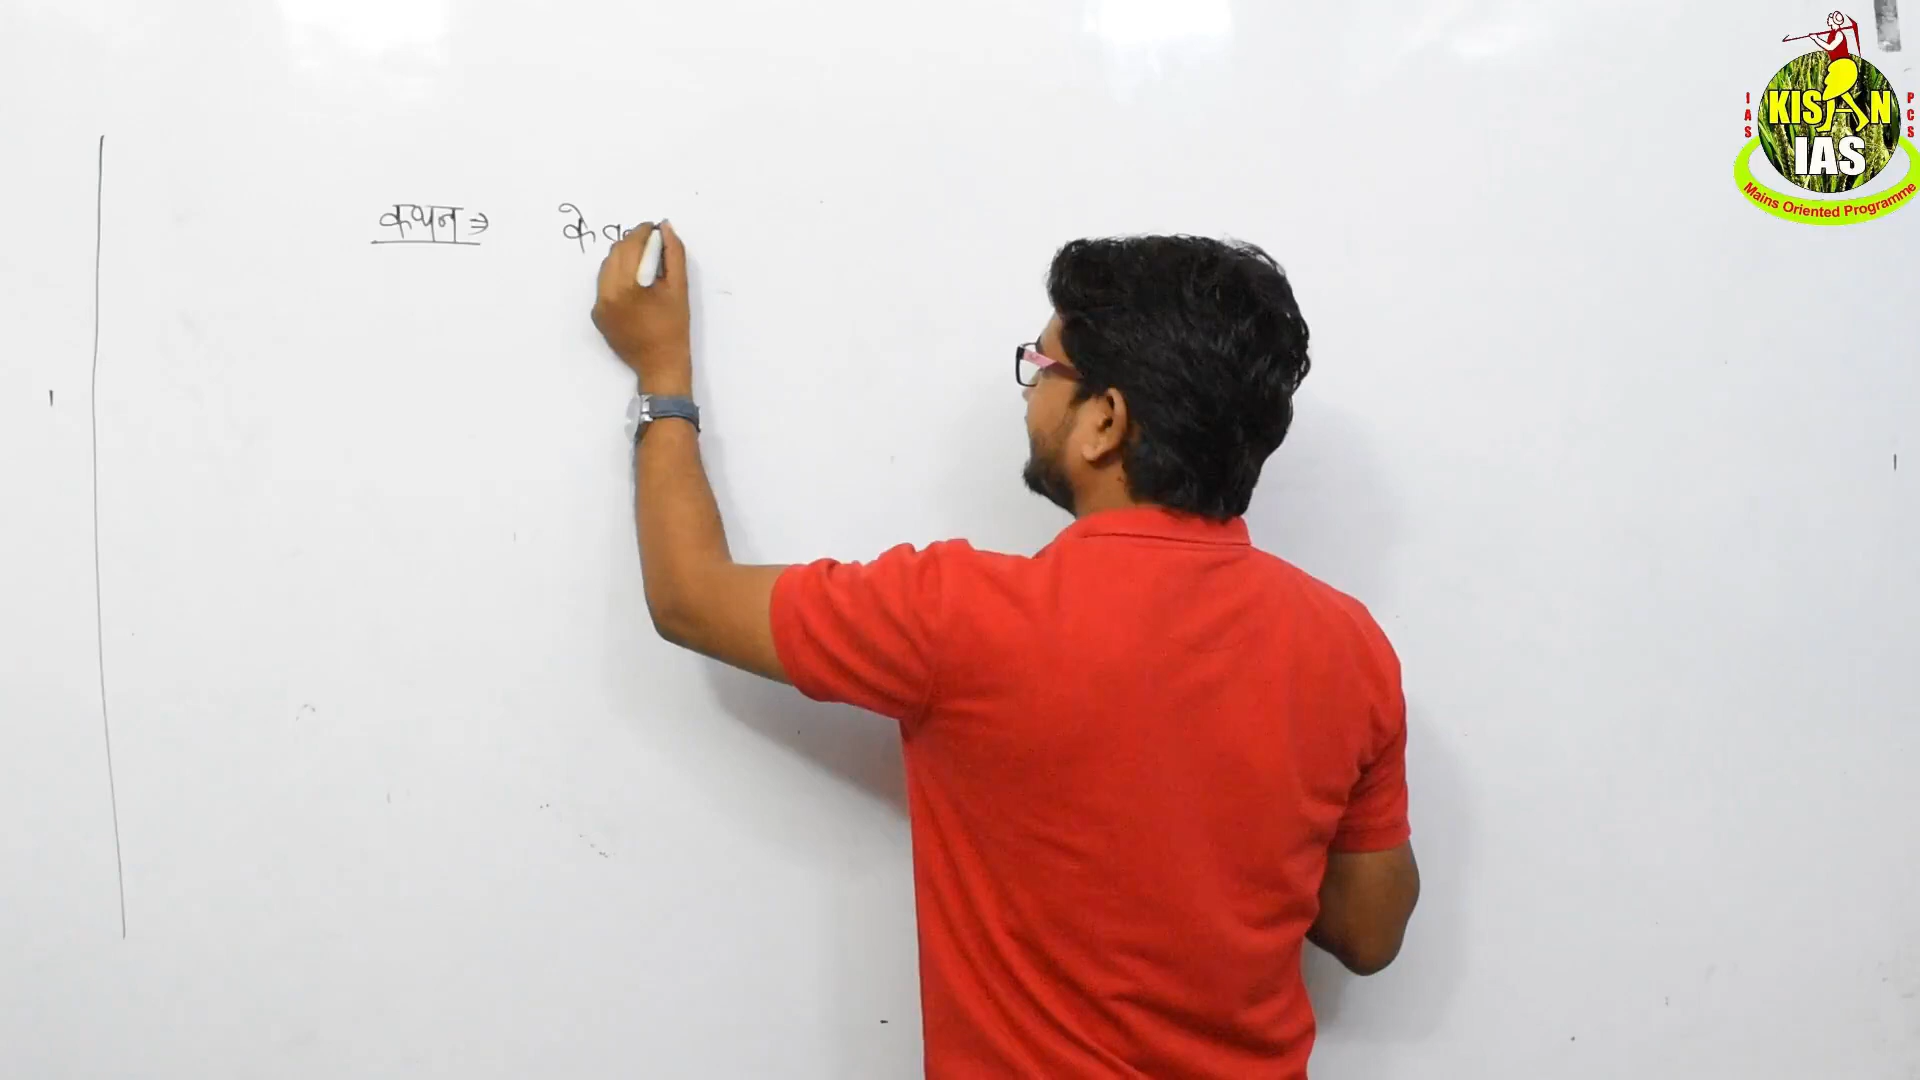 कथन ⇒
IAS
KISAN
PCS
IAS
Mains Oriented Programme